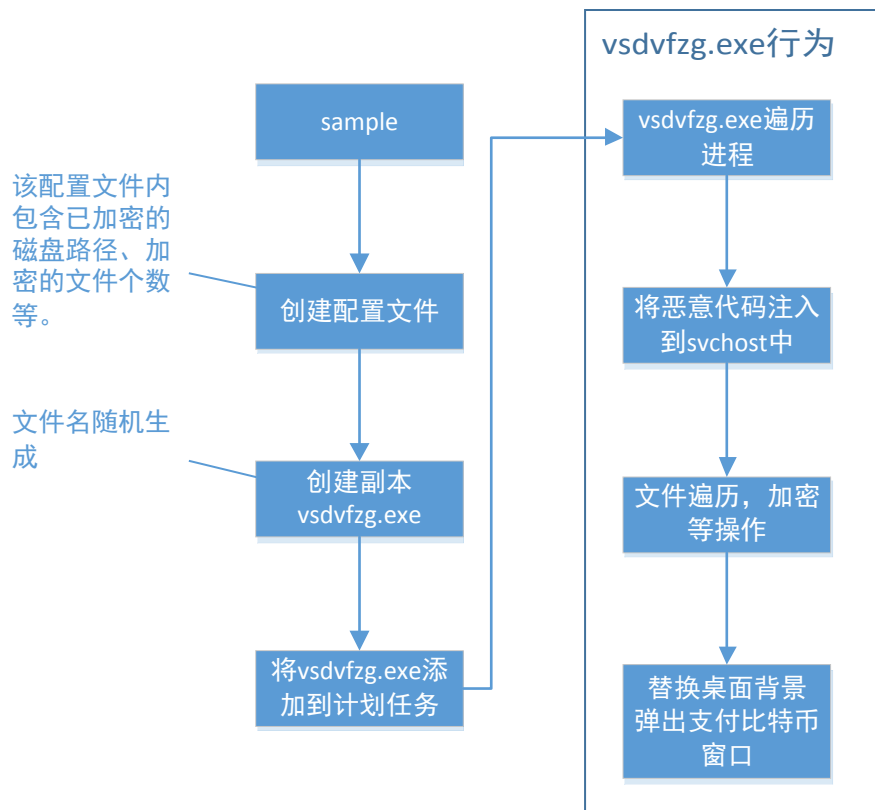 sample
该配置文件内
包含已加密的
磁盘路径、加
密的文件个数
等。
创建配置文件
文件名随机生
成
创建副本
vsdvfzg.exe
将vsdvfzg.exe添
加到计划任务
vsdvfzg.exe行为
vsdvfzg.exe遍历
进程
将恶意代码注入
到svchost中
文件遍历，加密
等操作
替换桌面背景
弹出支付比特币
窗口